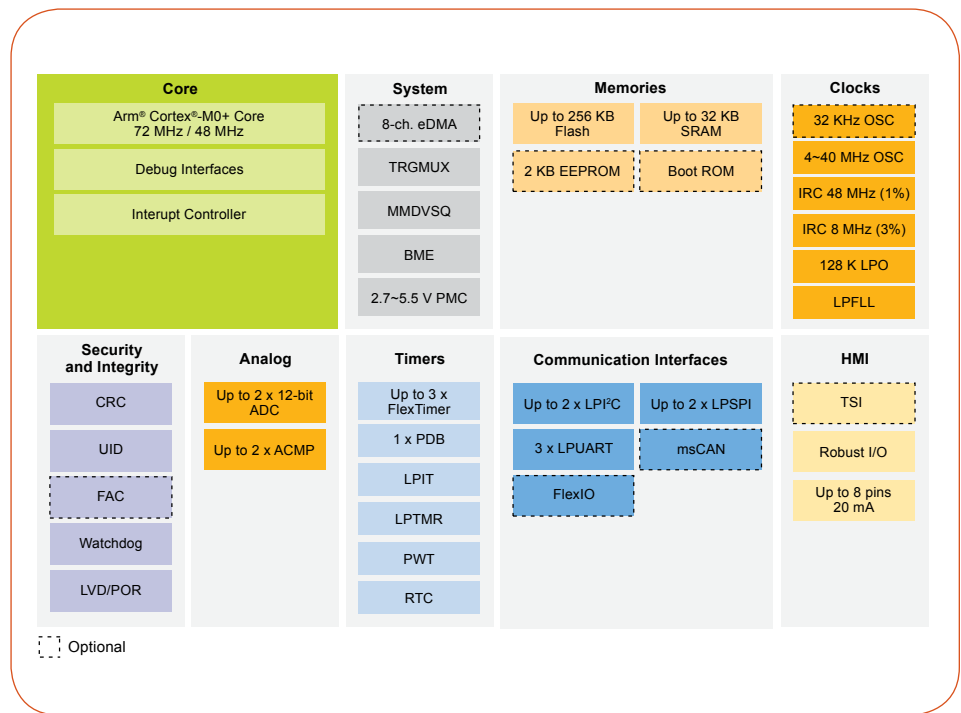 Core
Arm® Cortex®-M0+ Core
72 MHz / 48 MHz
Debug Interfaces
Interupt Controller
System
8-ch. eDMA
TRGMUX
MMDVSQ
BME
2.7~5.5 V PMC
Memories
Up to 256 KB
Flash
Up to 32 KB
SRAM
2 KB EEPROM
Boot ROM
Clocks
32 KHz OSC
4~40 MHz OSC
IRC 48 MHz (1%)
IRC 8 MHz (3%)
128 K LPO
LPFLL
Security
and Integrity
CRC
UID
FAC
Watchdog
LVD/POR
Analog
Up to 2 x 12-bit
ADC
Up to 2 x ACMP
Timers
Up to 3 x
FlexTimer
1 x PDB
LPIT
LPTMR
PWT
RTC
Communication Interfaces
Up to 2 x LPI²C
Up to 2 x LPSPI
3 x LPUART
msCAN
FlexIO
HMI
TSI
Robust I/O
Up to 8 pins
20 mA
Optional